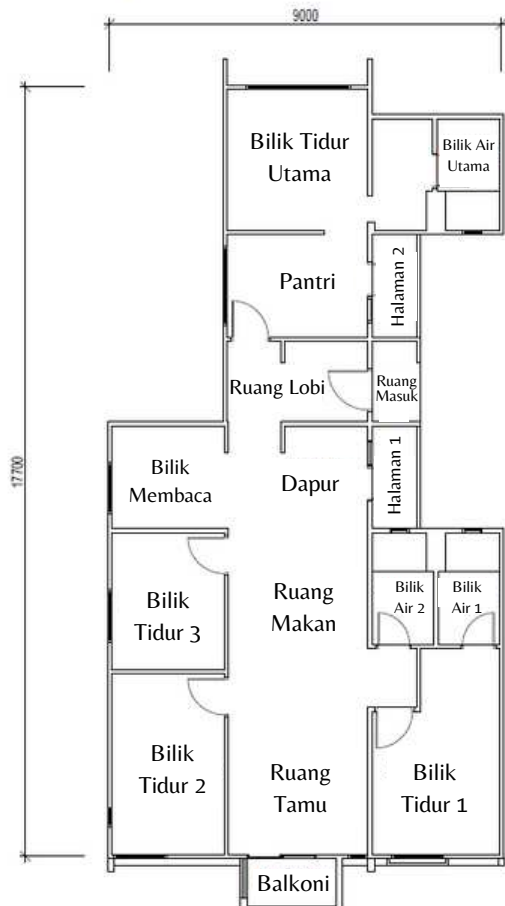 9000
Bilik Tidur
Utama
Bilik Air
Utama
Pantri
Halaman 2
Ruang Lobi
Ruang
Masuk
17700
Bilik
Membaca
Dapur
Halaman 1
Bilik
Tidur 3
Ruang
Makan
Bilik
Air 2
Bilik
Air 1
Bilik
Tidur 2
Ruang
Tamu
Bilik
Tidur 1
Balkoni